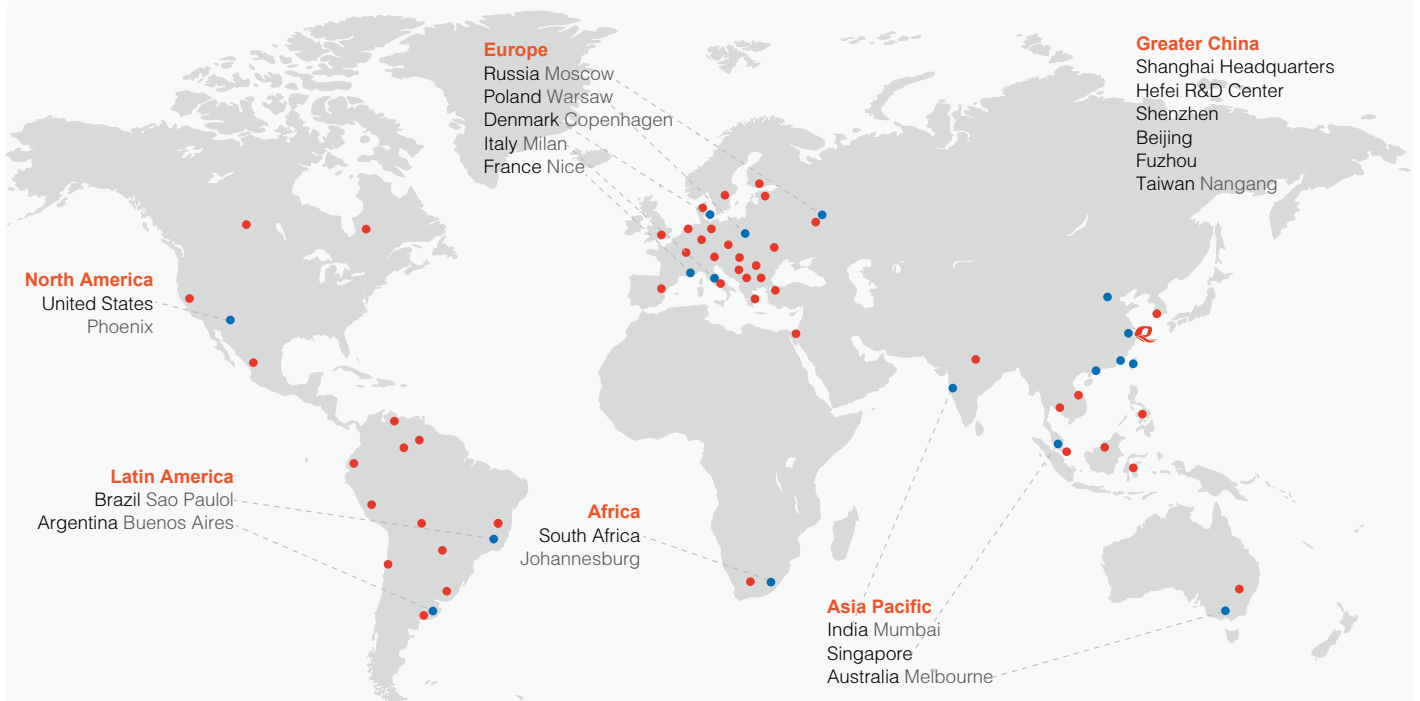 Europe
Russia Moscow
Poland Warsaw
Denmark Copenhagen
Italy Milan
France Nice
Greater China
Shanghai Headquarters
Hefei R&D Center
Shenzhen
Beijing
Fuzhou
Taiwan Nangang
North America
United States
Phoenix
Latin America
Brazil Sao Paulol
Argentina Buenos Aires
Africa
South Africa
Johannesburg
Asia Pacific
India Mumbai
Singapore
Australia Melbourne